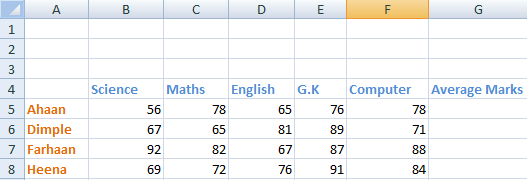 A B C D E F G
1
2
3
4 Science Maths English G.K Computer Average Marks
5 Ahaan 56 78 65 76 78
6 Dimple 67 65 81 89 71
7 Farhaan 92 82 67 87 88
8 Heena 69 72 76 91 84